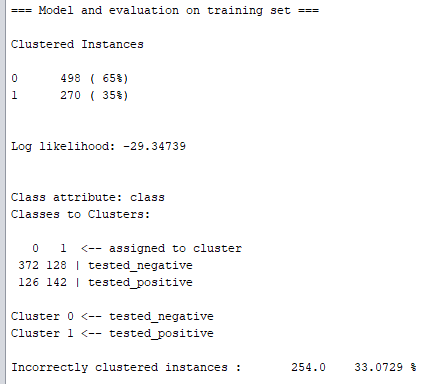 === Model and evaluation on training set ===
Clustered Instances
0      498 ( 65%)
1      270 ( 35%)
Log likelihood: -29.34739
Class attribute: class
Classes to Clusters:
   0   1  <-- assigned to cluster
 372 128 | tested_negative
 126 142 | tested_positive
Cluster 0 <-- tested_negative
Cluster 1 <-- tested_positive
Incorrectly clustered instances :       254.0    33.0729 %